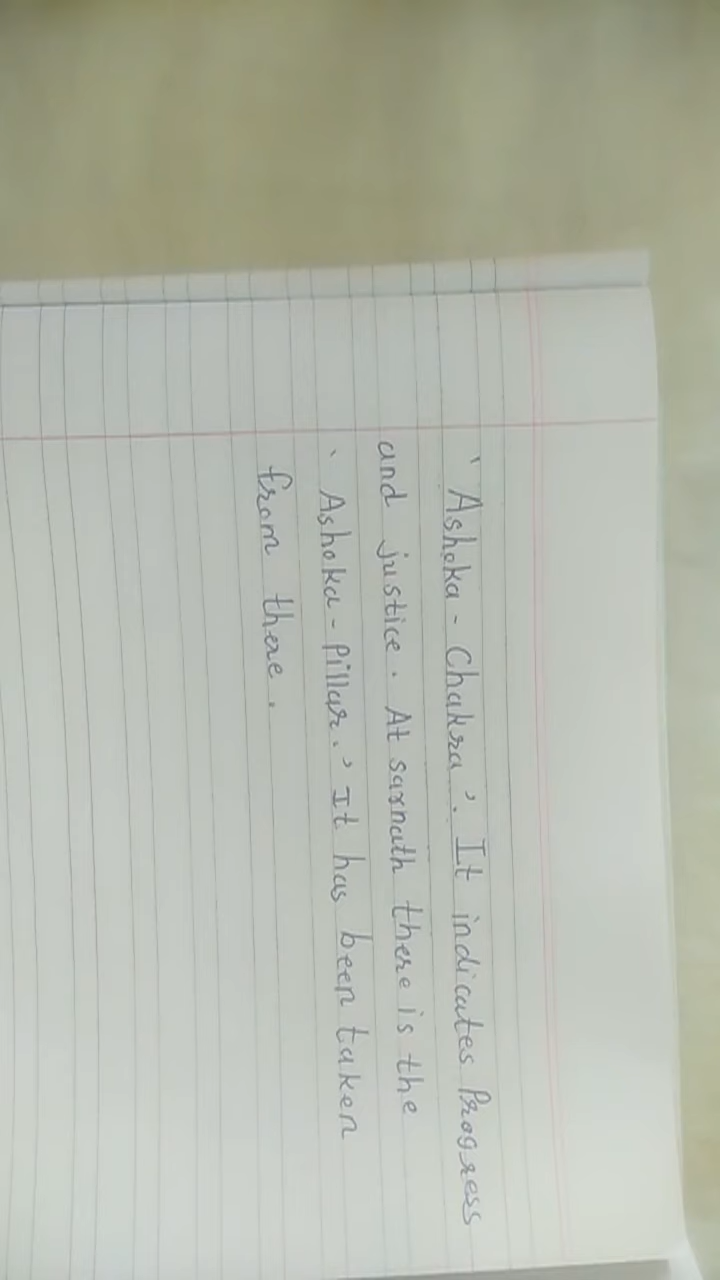 ' Ashoka - Chakra '. It indicates Progress
and justice. At sarnath there is the
' Ashoka - Pillar.' It has been taken
from there.